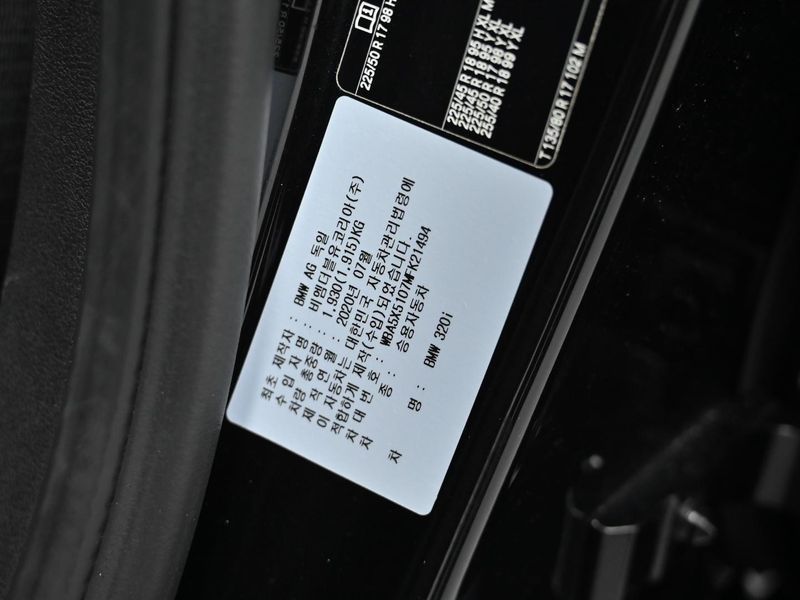 225/50 R 17 98 H
225/45 R 18 95 H XL M
225/45 R 18 95 Y XL
225/50 R 17 98 Y XL
255/40 R 18 99 Y XL
T 135/80 R 17 102 M
최초 제작자 : BMW AG 독일
수 입 자 명 : 비엠더블유코리아(주)
차량 총중량 : 1.930(1.915)KG
제 작 연 월 : 2020년 07월
이 자동차는 대한민국 자동차관리법령에
적합하게 제작(수입)되었습니다.
차 대 번 호 : WBA5X5107MFK21494
차 종 : 승용자동차
차 명 : BMW 320i